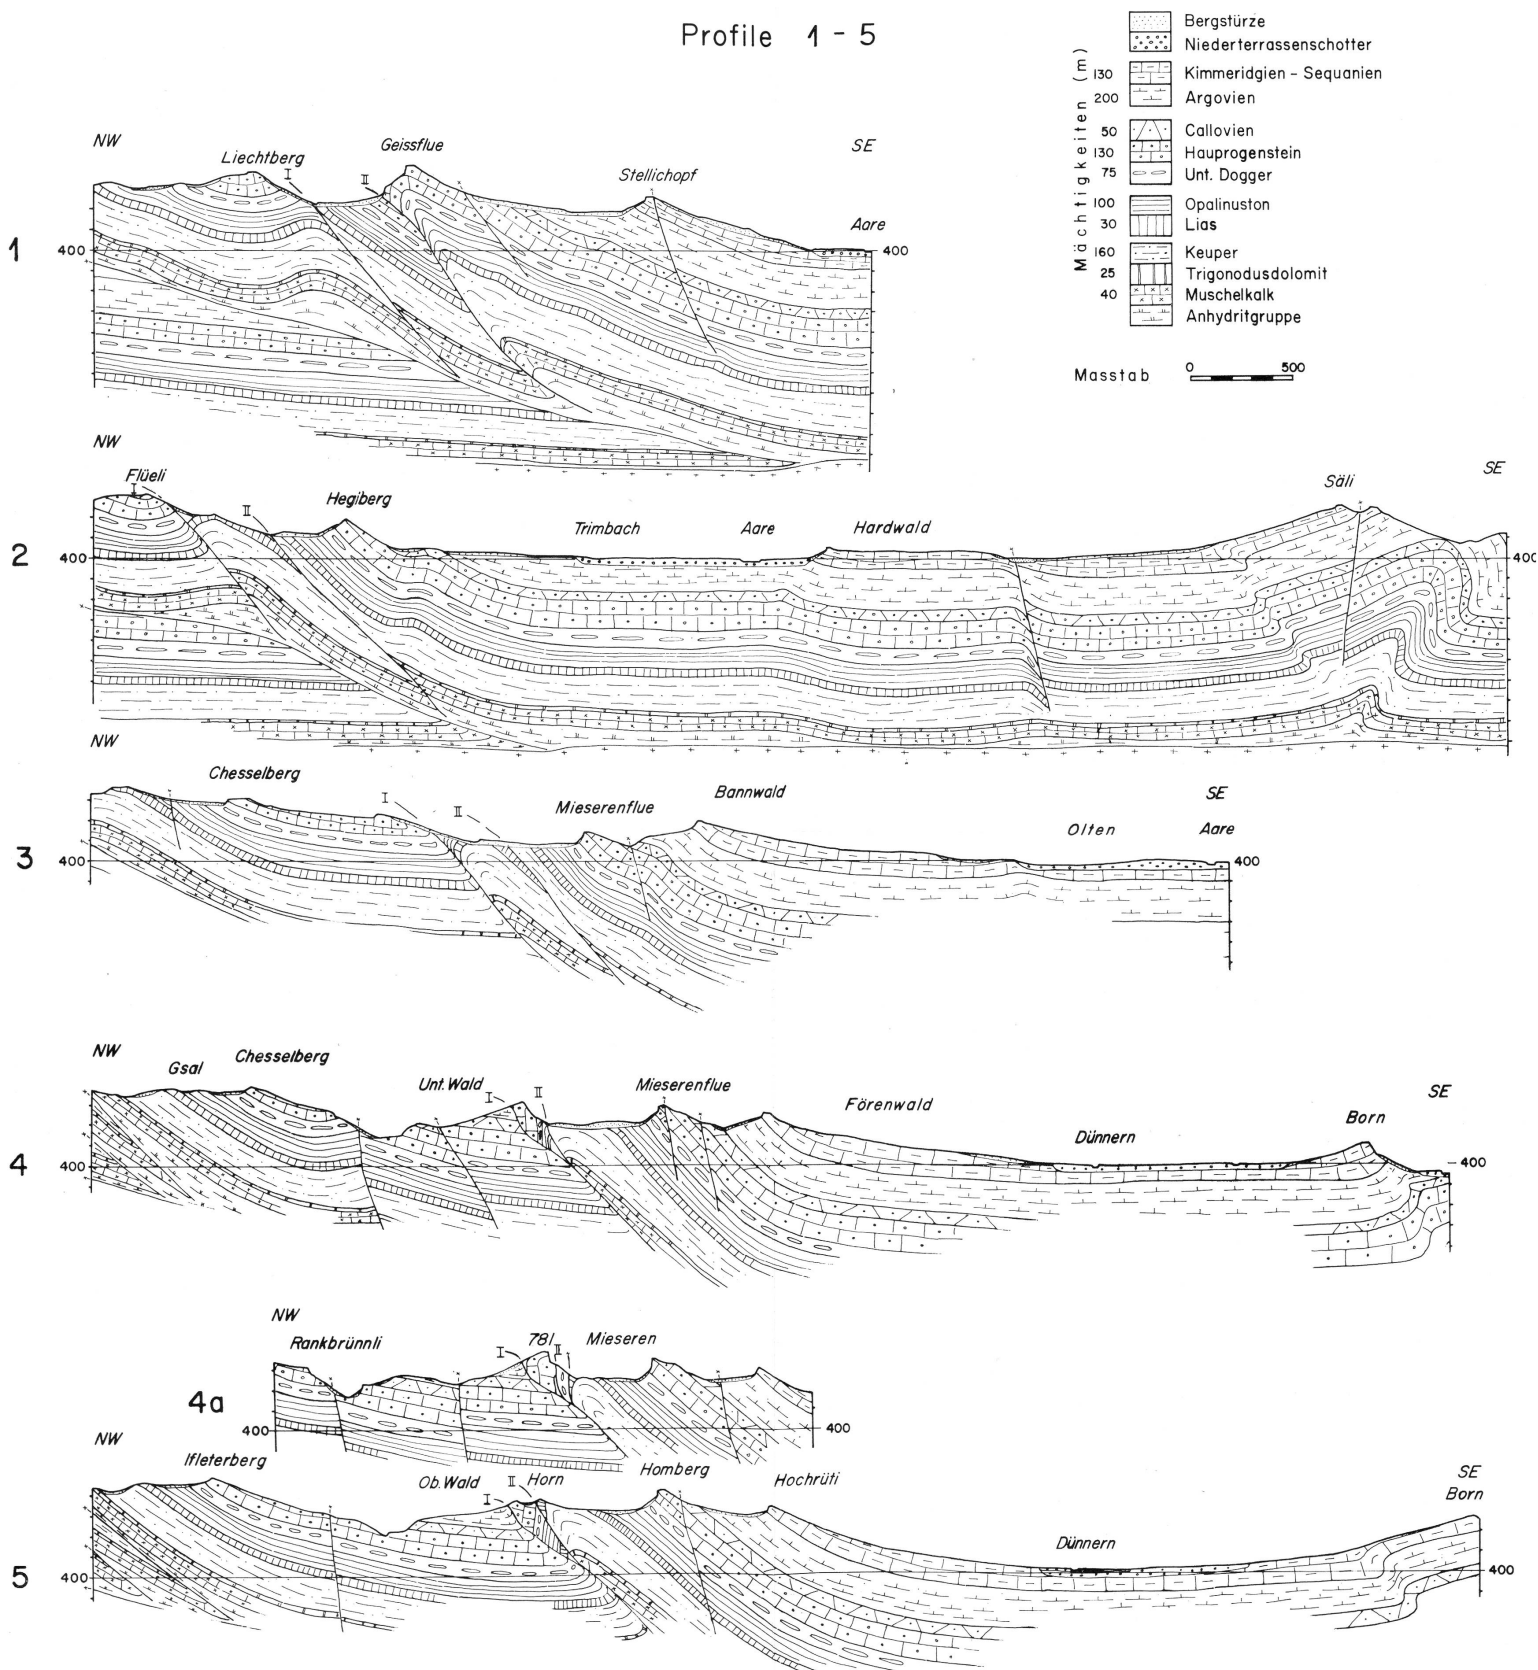 Profile 1 - 5
Mächtigkeiten (m)
Bergstürze
Niederterrassenschotter
130 Kimmeridgien - Sequanien
200 Argovien
50 Callovien
130 Hauprogenstein
75 Unt. Dogger
100 Opalinuston
30 Lias
160 Keuper
25 Trigonodusdolomit
40 Muschelkalk
Anhydritgruppe
Masstab 0 500
1
NW Liechtberg Geissflue Stellichopf SE
I II
Aare
400 400
2
NW Flüeli Hegiberg Trimbach Aare Hardwald Säli SE
I II
400 400
3
NW Chesselberg Mieserenflue Bannwald Olten SE Aare
I II
400 400
4
NW Gsal Chesselberg Unt. Wald Mieserenflue Förenwald Dünnern Born SE
I II
400 400
4a
NW
Rankbrünnli 781 Mieseren
I II
400 400
5
NW Ifleterberg Ob. Wald Horn Homberg Hochrüti Dünnern SE Born
I II
400 400